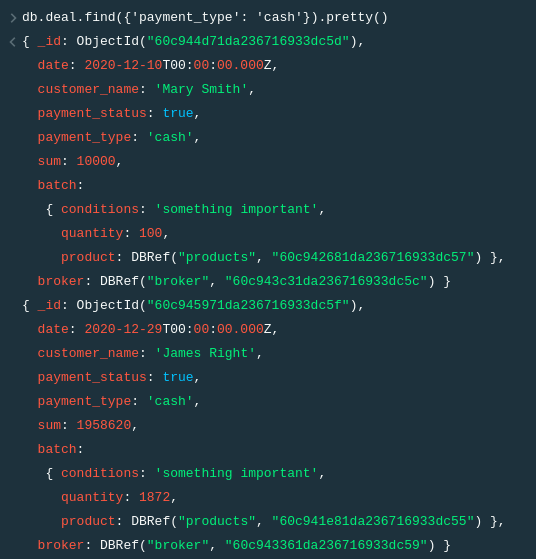 > db.deal.find({'payment_type': 'cash'}).pretty()
< { _id: ObjectId("60c944d71da236716933dc5d"),
date: 2020-12-10T00:00:00.000Z,
customer_name: 'Mary Smith',
payment_status: true,
payment_type: 'cash',
sum: 10000,
batch:
{ conditions: 'something important',
quantity: 100,
product: DBRef("products", "60c942681da236716933dc57") },
broker: DBRef("broker", "60c943c31da236716933dc5c") }
{ _id: ObjectId("60c945971da236716933dc5f"),
date: 2020-12-29T00:00:00.000Z,
customer_name: 'James Right',
payment_status: true,
payment_type: 'cash',
sum: 1958620,
batch:
{ conditions: 'something important',
quantity: 1872,
product: DBRef("products", "60c941e81da236716933dc55") },
broker: DBRef("broker", "60c943361da236716933dc59") }